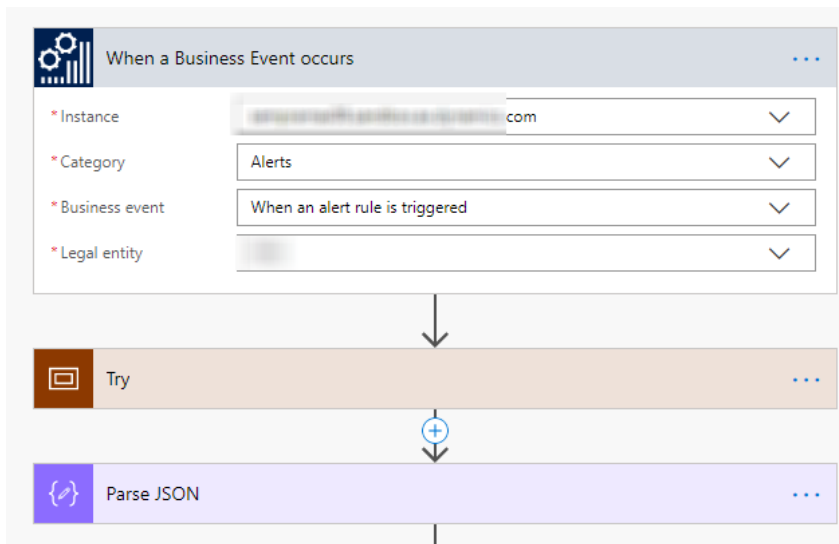 When a Business Event occurs
* Instance
.com
* Category Alerts
* Business event When an alert rule is triggered
* Legal entity
Try
Parse JSON